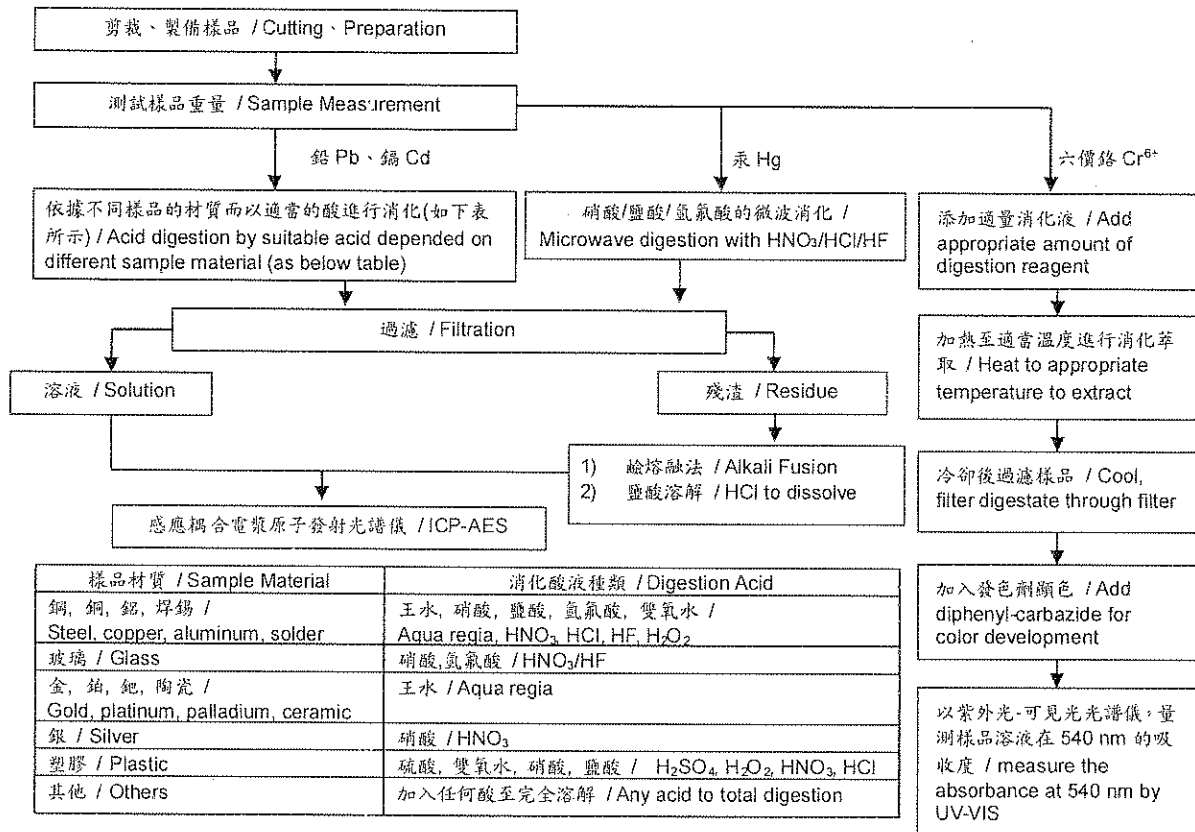 剪裁、製備樣品 / Cutting、Preparation
測試樣品重量 / Sample Measurement
鉛 Pb、鎘 Cd
汞 Hg
六價鉻 Cr⁶⁺
依據不同樣品的材質而以適當的酸進行消化(如下表
所示) / Acid digestion by suitable acid depended on
different sample material (as below table)
硝酸/鹽酸/氫氟酸的微波消化 /
Microwave digestion with HNO₃/HCl/HF
添加適量消化液 / Add
appropriate amount of
digestion reagent
過濾 / Filtration
溶液 / Solution
殘渣 / Residue
加熱至適當溫度進行消化萃
取 / Heat to appropriate
temperature to extract
1) 鹼熔融法 / Alkali Fusion
2) 鹽酸溶解 / HCl to dissolve
冷卻後過濾樣品 / Cool,
filter digestate through filter
感應耦合電漿原子發射光譜儀 / ICP-AES
加入發色劑顯色 / Add
diphenyl-carbazide for
color development
以紫外光-可見光光譜儀,量
測樣品溶液在 540 nm 的吸
收度 / measure the
absorbance at 540 nm by
UV-VIS
樣品材質 / Sample Material 消化酸液種類 / Digestion Acid
鋼, 銅, 鋁, 焊錫 / 王水, 硝酸, 鹽酸, 氫氟酸, 雙氧水 /
Steel, copper, aluminum, solder Aqua regia, HNO₃, HCl, HF, H₂O₂
玻璃 / Glass 硝酸,氫氟酸 / HNO₃/HF
金, 鉑, 鈀, 陶瓷 / 王水 / Aqua regia
Gold, platinum, palladium, ceramic
銀 / Silver 硝酸 / HNO₃
塑膠 / Plastic 硫酸, 雙氧水, 硝酸, 鹽酸 / H₂SO₄, H₂O₂, HNO₃, HCl
其他 / Others 加入任何酸至完全溶解 / Any acid to total digestion